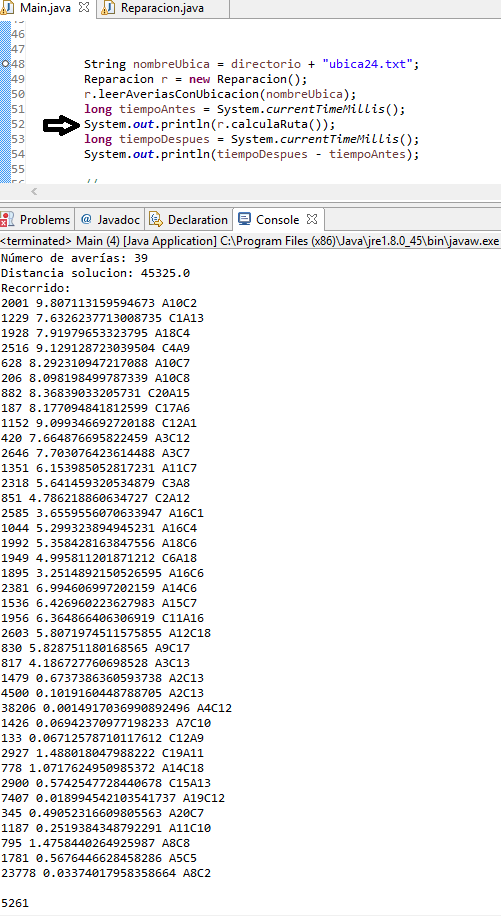 Main.java Reparacion.java
45
46
47
48 String nombreUbica = directorio + "ubica24.txt";
49 Reparacion r = new Reparacion();
50 r.leerAveriasConUbicacion(nombreUbica);
51 long tiempoAntes = System.currentTimeMillis();
52 System.out.println(r.calculaRuta());
53 long tiempoDespues = System.currentTimeMillis();
54 System.out.println(tiempoDespues - tiempoAntes);
55
56 //
Problems @ Javadoc Declaration Console
<terminated> Main (4) [Java Application] C:\Program Files (x86)\Java\jre1.8.0_45\bin\javaw.exe
Número de averías: 39
Distancia solucion: 45325.0
Recorrido:
2001 9.807113159594673 A10C2
1229 7.6326237713008735 C1A13
1928 7.91979653323795 A18C4
2516 9.129128723039504 C4A9
628 8.292310947217088 A10C7
206 8.098198499787339 A10C8
882 8.36839033205731 C20A15
187 8.177094841812599 C17A6
1152 9.099346692720188 C12A1
420 7.664876695822459 A3C12
2646 7.703076423614488 A3C7
1351 6.153985052817231 A11C7
2318 5.641459320534879 C3A8
851 4.786218860634727 C2A12
2585 3.6559556070633947 A16C1
1044 5.299323894945231 A16C4
1992 5.358428163847556 A18C6
1949 4.995811201871212 C6A18
1895 3.2514892150526595 A16C6
2381 6.994606997202159 A14C6
1536 6.426960223627983 A15C7
1956 6.364866406306919 C11A16
2603 5.8071974511575855 A12C18
830 5.828751180168565 A9C17
817 4.186727760698528 A3C13
1479 0.6737386360593738 A2C13
4500 0.1019160448788705 A2C13
38206 0.0014917036990892496 A4C12
1426 0.06942370977198233 A7C10
133 0.06712578710117612 C12A9
2927 1.488018047988222 C19A11
778 1.0717624950985372 A14C18
2900 0.5742547728440678 C15A13
7407 0.018994542103541737 A19C12
345 0.49052316609805563 A20C7
1187 0.2519384348792291 A11C10
795 1.4758440264925987 A8C8
1781 0.5676446628458286 A5C5
23778 0.03374017958358664 A8C2
5261